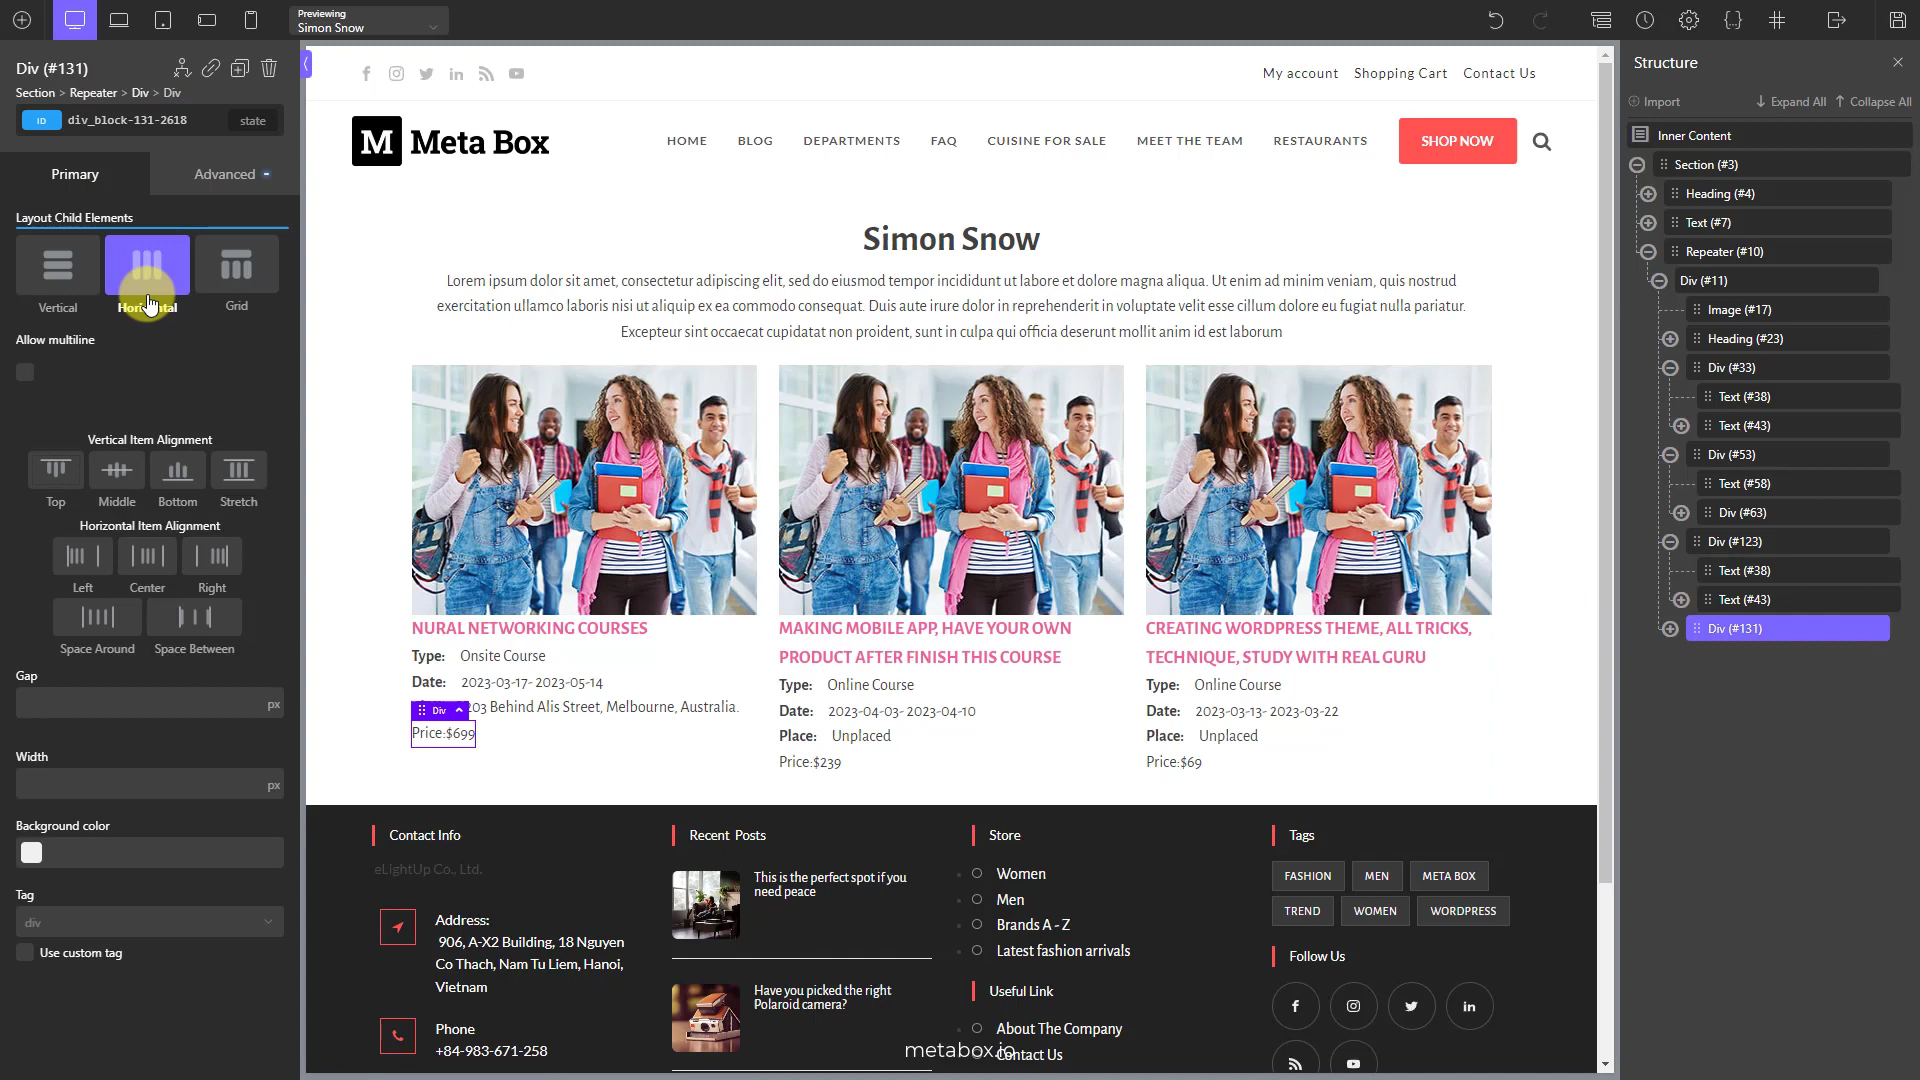 Previewing
Simon Snow
Div (#131)
Section > Repeater > Div > Div
ID div_block-131-2618 state
Primary
Advanced
Layout Child Elements
Vertical
Horizontal
Grid
Allow multiline
Vertical Item Alignment
Top
Middle
Bottom
Stretch
Horizontal Item Alignment
Left
Center
Right
Space Around
Space Between
Gap
px
Width
px
Background color
Tag
div
Use custom tag
My account
Shopping Cart
Contact Us
M Meta Box
HOME
BLOG
DEPARTMENTS
FAQ
CUISINE FOR SALE
MEET THE TEAM
RESTAURANTS
SHOP NOW
Simon Snow
Lorem ipsum dolor sit amet, consectetur adipiscing elit, sed do eiusmod tempor incididunt ut labore et dolore magna aliqua. Ut enim ad minim veniam, quis nostrud
exercitation ullamco laboris nisi ut aliquip ex ea commodo consequat. Duis aute irure dolor in reprehenderit in voluptate velit esse cillum dolore eu fugiat nulla pariatur.
Excepteur sint occaecat cupidatat non proident, sunt in culpa qui officia deserunt mollit anim id est laborum
NURAL NETWORKING COURSES
Type: Onsite Course
Date: 2023-03-17- 2023-05-14
203 Behind Alis Street, Melbourne, Australia.
Div
Price:$699
MAKING MOBILE APP, HAVE YOUR OWN
PRODUCT AFTER FINISH THIS COURSE
Type: Online Course
Date: 2023-04-03- 2023-04-10
Place: Unplaced
Price:$239
CREATING WORDPRESS THEME, ALL TRICKS,
TECHNIQUE, STUDY WITH REAL GURU
Type: Online Course
Date: 2023-03-13- 2023-03-22
Place: Unplaced
Price:$69
Contact Info
eLightUp Co., Ltd.
Address:
906, A-X2 Building, 18 Nguyen
Co Thach, Nam Tu Liem, Hanoi,
Vietnam
Phone
+84-983-671-258
Recent Posts
This is the perfect spot if you
need peace
Have you picked the right
Polaroid camera?
Store
Women
Men
Brands A - Z
Latest fashion arrivals
Useful Link
About The Company
Contact Us
metabox.io
Tags
FASHION
MEN
META BOX
TREND
WOMEN
WORDPRESS
Follow Us
Structure
Import
Expand All
Collapse All
Inner Content
Section (#3)
Heading (#4)
Text (#7)
Repeater (#10)
Div (#11)
Image (#17)
Heading (#23)
Div (#33)
Text (#38)
Text (#43)
Div (#53)
Text (#58)
Div (#63)
Div (#123)
Text (#38)
Text (#43)
Div (#131)